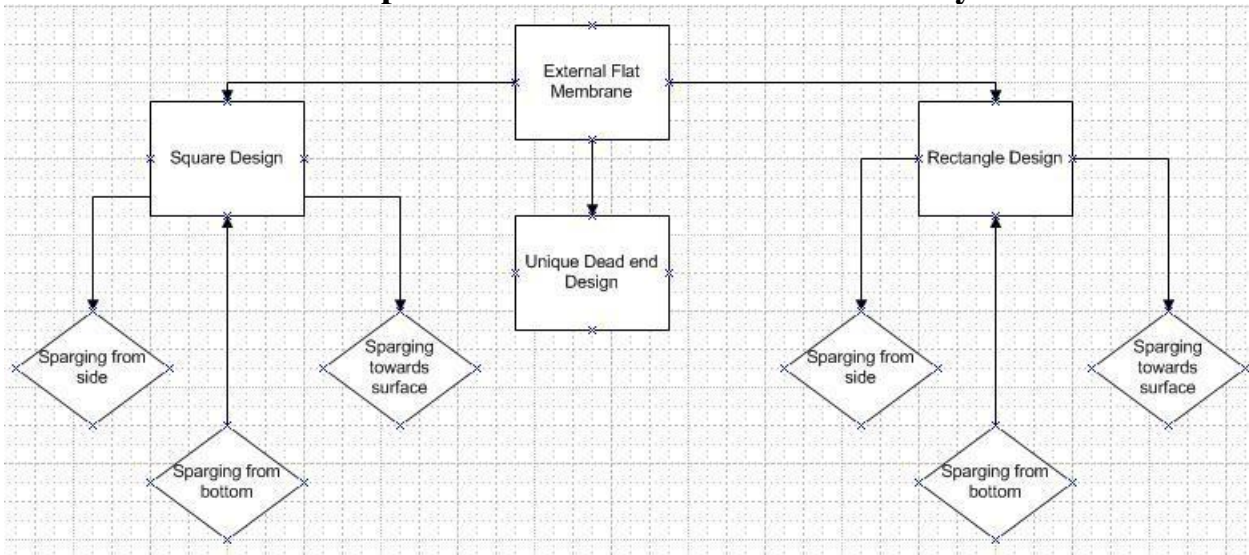 External Flat
Membrane
Square Design
Rectangle Design
Unique Dead end
Design
Sparging from
side
Sparging
towards
surface
Sparging from
side
Sparging
towards
surface
Sparging from
bottom
Sparging from
bottom